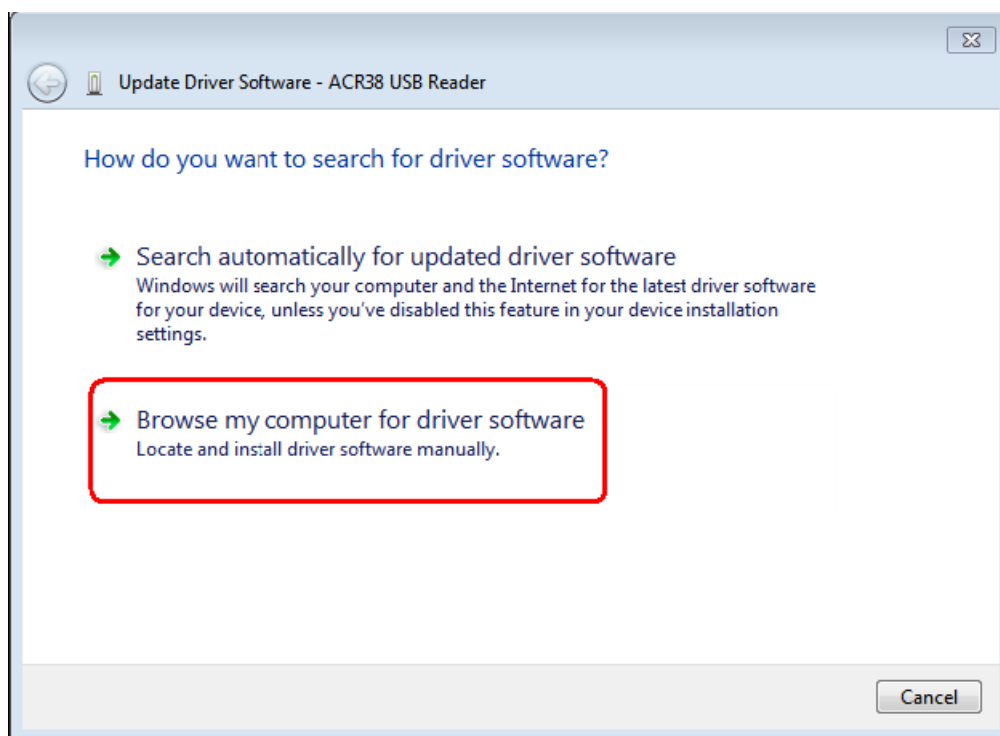 Update Driver Software - ACR38 USB Reader
How do you want to search for driver software?
Search automatically for updated driver software
Windows will search your computer and the Internet for the latest driver software
for your device, unless you've disabled this feature in your device installation
settings.
Browse my computer for driver software
Locate and install driver software manually.
Cancel